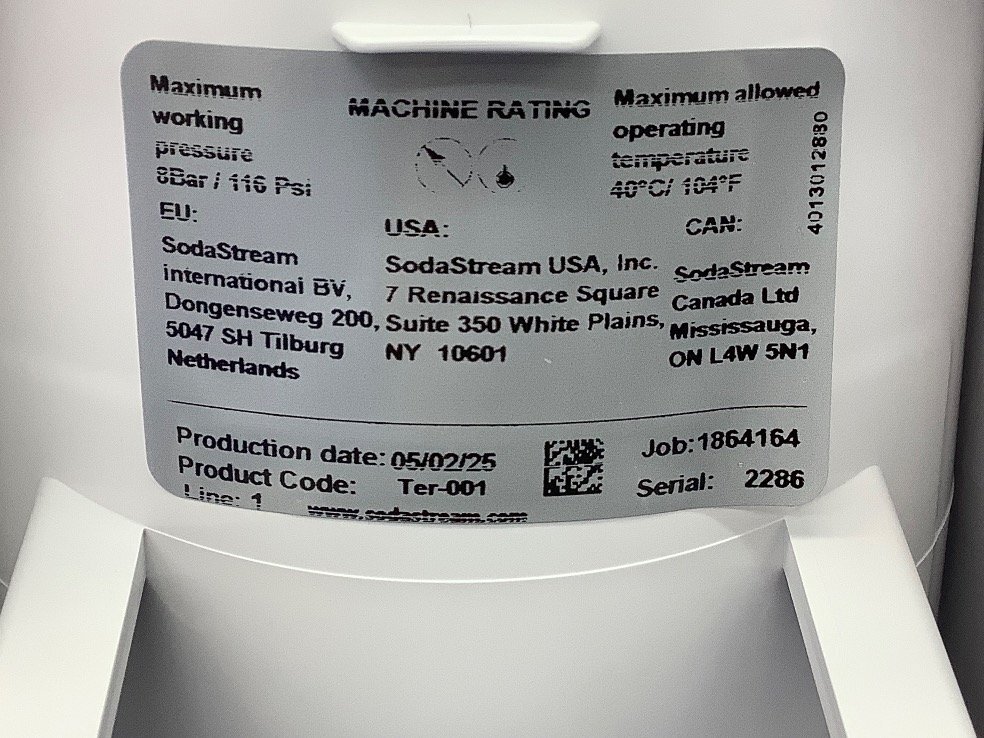 Maximum
working
pressure
8Bar / 116 Psi
MACHINE RATING
Maximum allowed
operating
temperature
40°C/ 104°F
4013012880
EU:
SodaStream
international BV,
Dongenseweg 200,
5047 SH Tilburg
Netherlands
USA:
SodaStream USA, Inc.
7 Renaissance Square
Suite 350 White Plains,
NY 10601
CAN:
SodaStream
Canada Ltd
Mississauga,
ON L4W 5N1
Production date: 05/02/25
Product Code: Ter-001
Line: 1
www.sodastream.com
Job:1864164
Serial: 2286